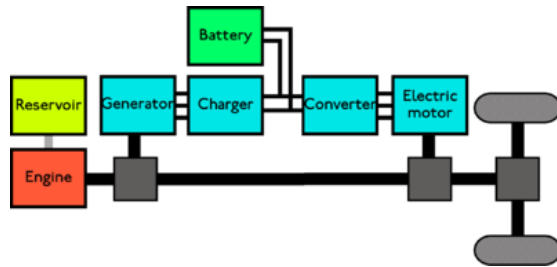 Battery
Reservoir
Generator
Charger
Converter
Electric
motor
Engine